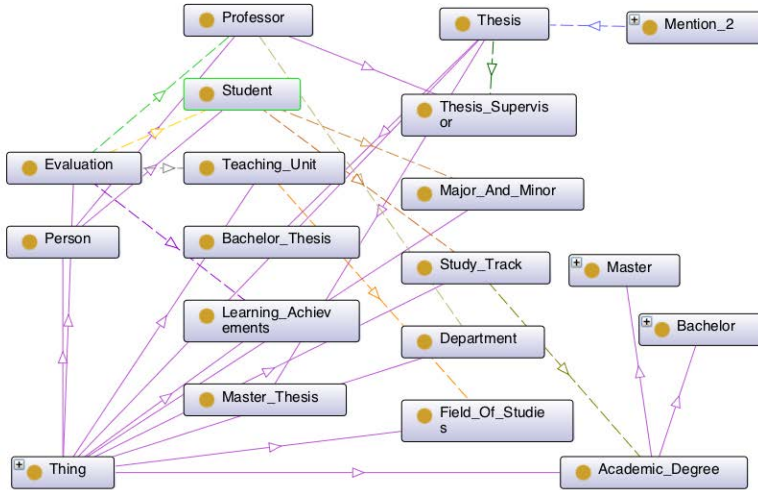 Professor
Thesis
Mention_2
Student
Thesis_Supervis
or
Evaluation
Teaching_Unit
Major_And_Minor
Person
Bachelor_Thesis
Study_Track
Master
Learning_Achiev
ements
Department
Bachelor
Master_Thesis
Field_Of_Studie
s
Thing
Academic_Degree